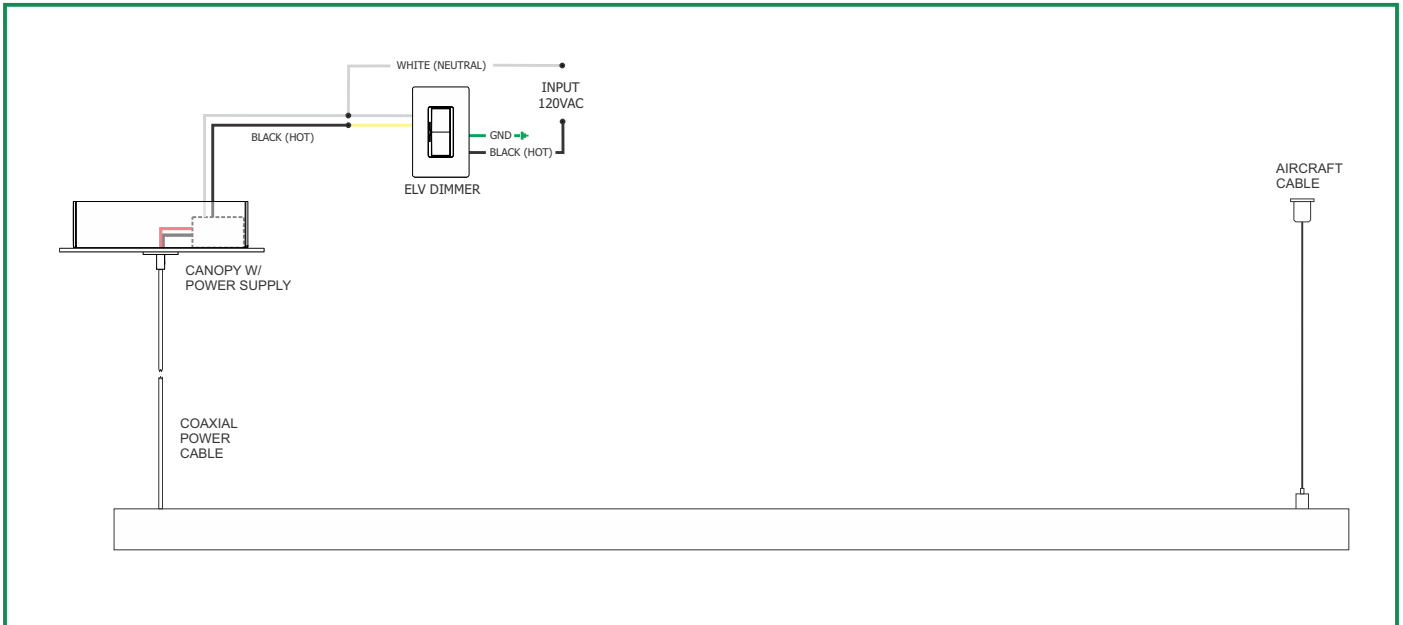 WHITE (NEUTRAL)
INPUT
120VAC
BLACK (HOT)
GND
BLACK (HOT)
ELV DIMMER
AIRCRAFT
CABLE
CANOPY W/
POWER SUPPLY
COAXIAL
POWER
CABLE